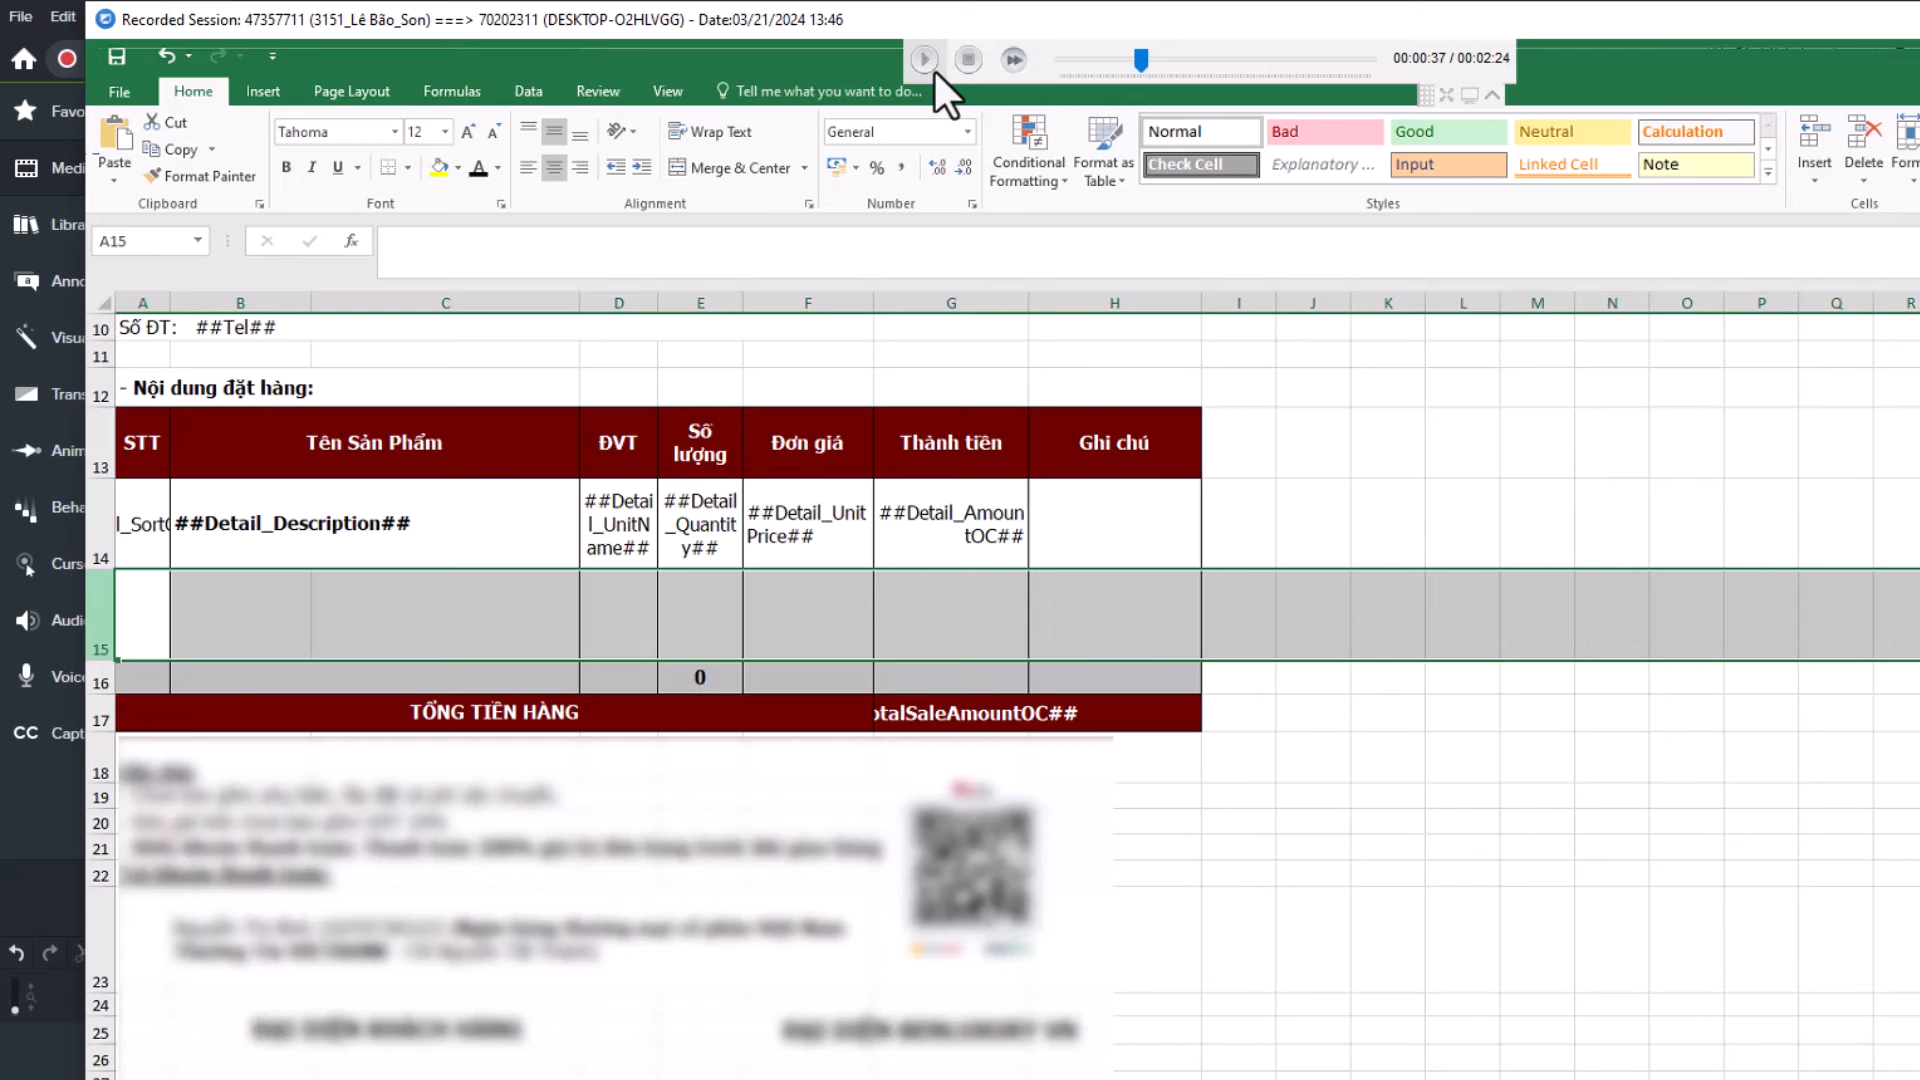 File Edit
Recorded Session: 47357711 (3151_Lê Bão_Son) ===> 70202311 (DESKTOP-O2HLVGG) - Date:03/21/2024 13:46
00:00:37 / 00:02:24
File Home Insert Page Layout Formulas Data Review View Tell me what you want to do...
Favo
Medi
Libra
Anno
Visua
Trans
Anim
Beha
Curs
Audi
Voice
CC Capt
Paste
Cut
Copy
Format Painter
Clipboard
Tahoma 12
B I U
Font
Wrap Text
Merge & Center
Alignment
General
%
Number
Conditional Formatting
Format as Table
Normal Bad Good Neutral Calculation
Check Cell Explanatory ... Input Linked Cell Note
Styles
Insert Delete Form
Cells
A15 fx
A B C D E F G H I J K L M N O P Q R
10 Số ĐT: ##Tel##
11
12 - Nội dung đặt hàng:
13 STT Tên Sản Phẩm ĐVT Số lượng Đơn giá Thành tiền Ghi chú
14 l_Sort ##Detail_Description## ##Detail_UnitName## ##Detail_Quantity## ##Detail_UnitPrice## ##Detail_AmountOC##
15
16 0
17 TỔNG TIỀN HÀNG otalSaleAmountOC##
18
19
20
21
22
23
24
25
26